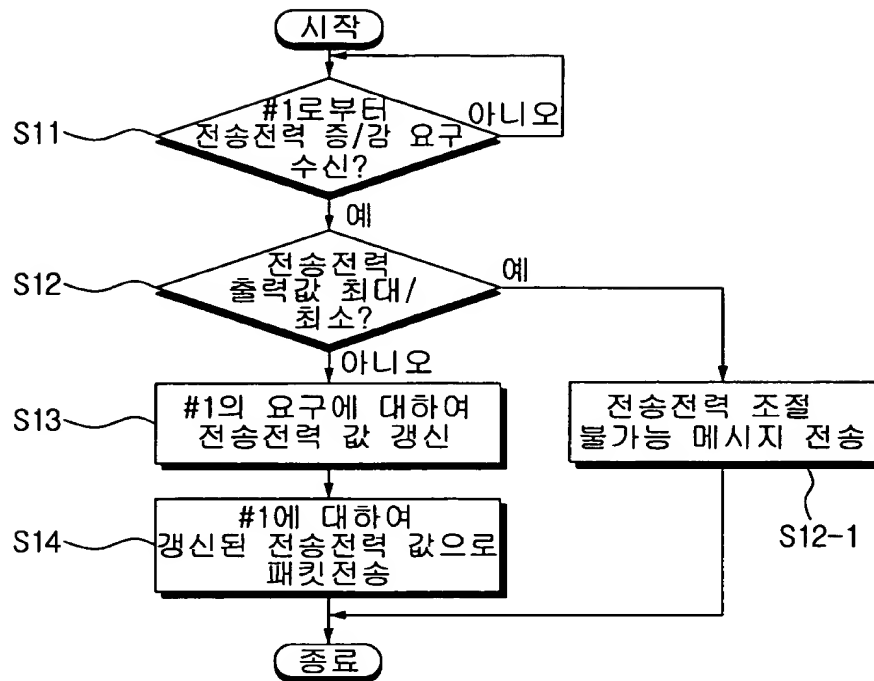 시작
#1로부터
전송전력 증/감 요구
수신?
아니오
S11
예
전송전력
출력값 최대/
최소?
예
S12
아니오
#1의 요구에 대하여
전송전력 값 갱신
S13
전송전력 조절
불가능 메시지 전송
S12-1
#1에 대하여
갱신된 전송전력 값으로
패킷전송
S14
종료